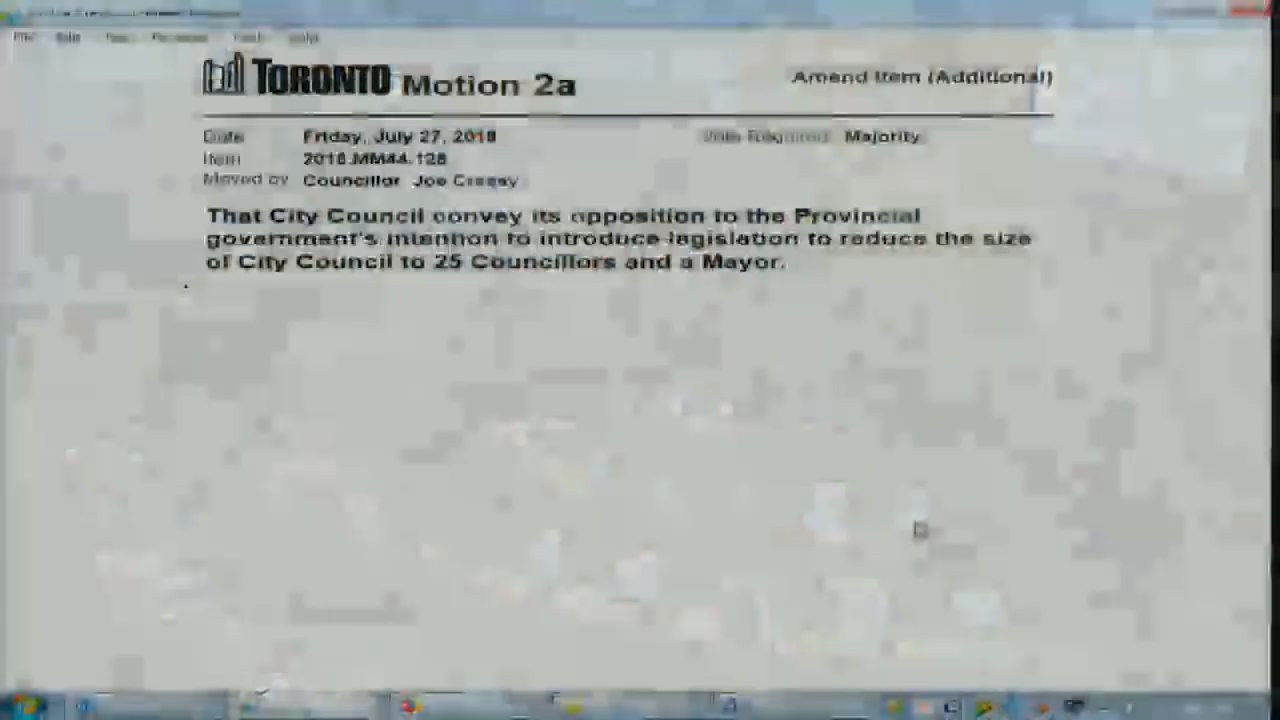 TORONTO Motion 2a
Amend Item (Additional)
Date Friday, July 27, 2018
Vote Required Majority
Item 2018.MM44.128
Moved by Councillor Joe Cressy
That City Council convey its opposition to the Provincial
government's intention to introduce legislation to reduce the size
of City Council to 25 Councillors and a Mayor.